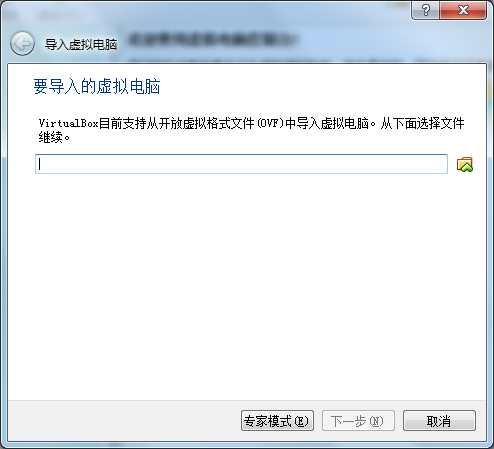 导入虚拟电脑
要导入的虚拟电脑
VirtualBox目前支持从开放虚拟格式文件(OVF)中导入虚拟电脑。从下面选择文件
继续。
专家模式(E) 下一步(N) 取消